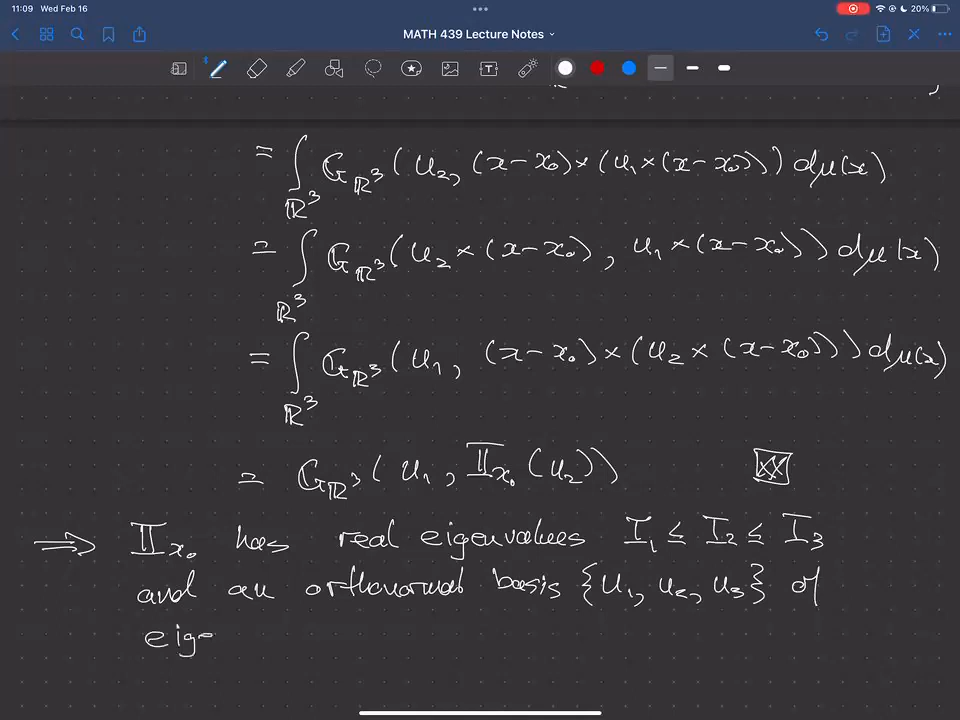 11:09 Wed Feb 16
20%
MATH 439 Lecture Notes
= ∫_{ℝ³} 𝔾_{ℝ³}(u₂, (x−x₀)×(u₁×(x−x₀))) dμ(x)
= ∫_{ℝ³} 𝔾_{ℝ³}(u₂×(x−x₀), u₁×(x−x₀)) dμ(x)
= ∫_{ℝ³} 𝔾_{ℝ³}(u₁, (x−x₀)×(u₂×(x−x₀))) dμ(x)
= 𝔾_{ℝ³}(u₁, 𝕀_{x₀}(u₂))
⟹ 𝕀_{x₀} has real eigenvalues I₁ ≤ I₂ ≤ I₃
and an orthonormal basis {u₁, u₂, u₃} of
eige